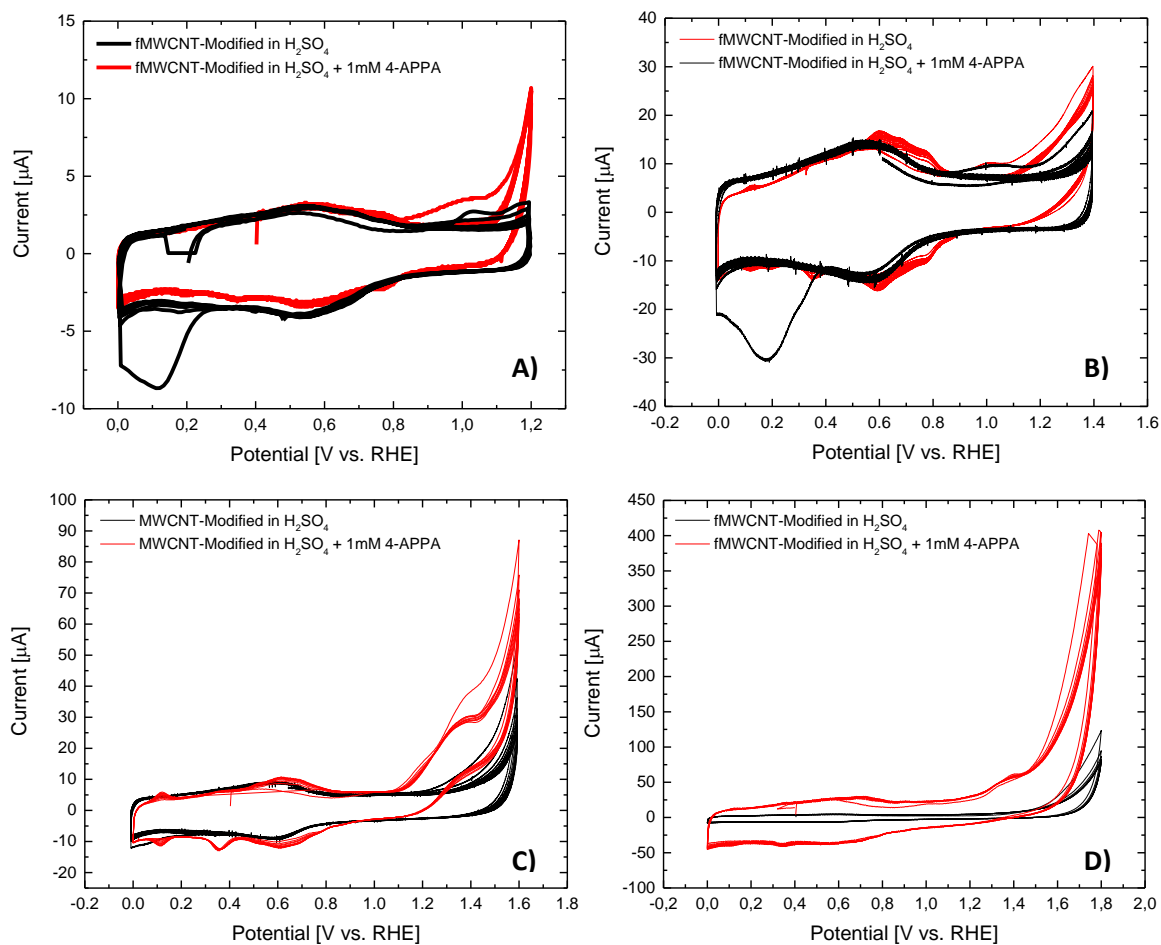 15
10
5
0
-5
-10
Current [µA]
fMWCNT-Modified in H₂SO₄
fMWCNT-Modified in H₂SO₄ + 1mM 4-APPA
A)
0,0 0,2 0,4 0,6 0,8 1,0 1,2
Potential [V vs. RHE]
40
30
20
10
0
-10
-20
-30
-40
Current [µA]
fMWCNT-Modified in H₂SO₄
fMWCNT-Modified in H₂SO₄ + 1mM 4-APPA
B)
-0.2 0.0 0.2 0.4 0.6 0.8 1.0 1.2 1.4 1.6
Potential [V vs. RHE]
100
90
80
70
60
50
40
30
20
10
0
-10
-20
Current [µA]
MWCNT-Modified in H₂SO₄
MWCNT-Modified in H₂SO₄ + 1mM 4-APPA
C)
-0.2 0.0 0.2 0.4 0.6 0.8 1.0 1.2 1.4 1.6 1.8
Potential [V vs. RHE]
450
400
350
300
250
200
150
100
50
0
-50
-100
Current [µA]
fMWCNT-Modified in H₂SO₄
fMWCNT-Modified in H₂SO₄ + 1mM 4-APPA
D)
-0,2 0,0 0,2 0,4 0,6 0,8 1,0 1,2 1,4 1,6 1,8 2,0
Potential [V vs. RHE]